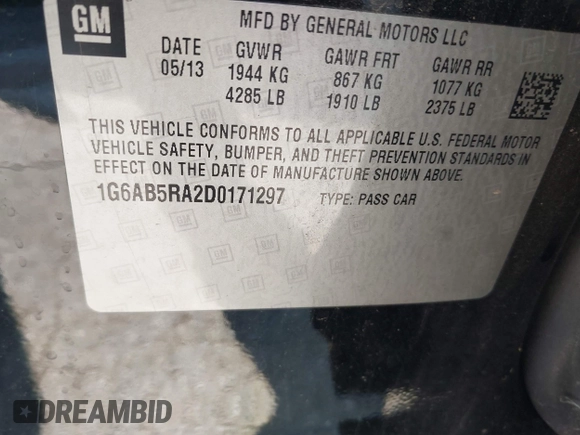 GM
MFD BY GENERAL MOTORS LLC
DATE GVWR GAWR FRT GAWR RR
05/13 1944 KG 867 KG 1077 KG
4285 LB 1910 LB 2375 LB
THIS VEHICLE CONFORMS TO ALL APPLICABLE U.S. FEDERAL MOTOR
VEHICLE SAFETY, BUMPER, AND THEFT PREVENTION STANDARDS IN
EFFECT ON THE DATE OF MANUFACTURE SHOWN ABOVE.
1G6AB5RA2D0171297 TYPE: PASS CAR
DREAMBID